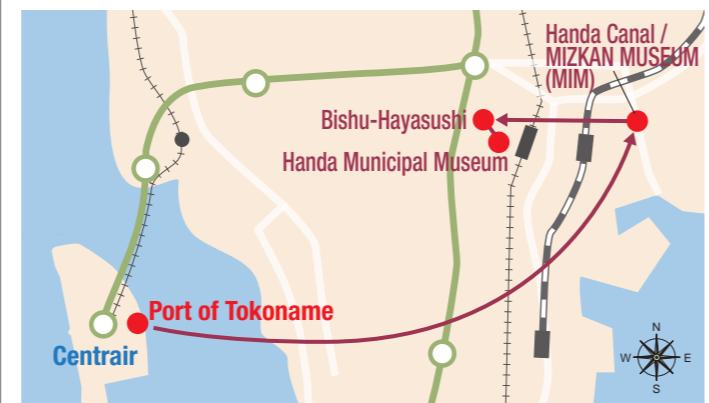 Handa Canal /
MIZKAN MUSEUM
(MIM)
Bishu-Hayasushi
Handa Municipal Museum
Port of Tokoname
Centrair
N
W E
S